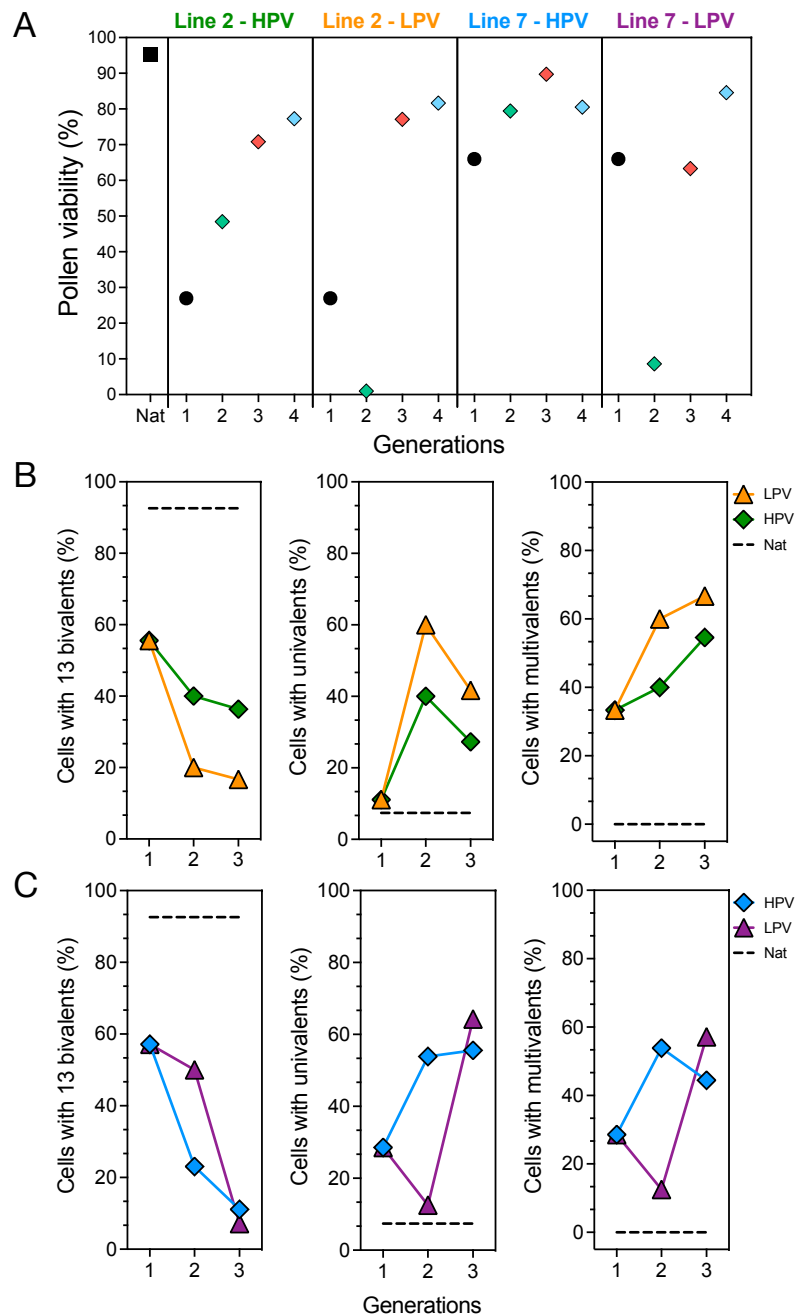 A
Line 2 - HPV
Line 2 - LPV
Line 7 - HPV
Line 7 - LPV
Pollen viability (%)
100
90
80
70
60
50
40
30
20
10
0
Nat 1 2 3 4 1 2 3 4 1 2 3 4 1 2 3 4
Generations
B
Cells with 13 bivalents (%)
100
80
60
40
20
0
1 2 3
Cells with univalents (%)
100
80
60
40
20
0
1 2 3
Cells with multivalents (%)
100
80
60
40
20
0
1 2 3
LPV
HPV
Nat
C
Cells with 13 bivalents (%)
100
80
60
40
20
0
1 2 3
Cells with univalents (%)
100
80
60
40
20
0
1 2 3
Cells with multivalents (%)
100
80
60
40
20
0
1 2 3
HPV
LPV
Nat
Generations